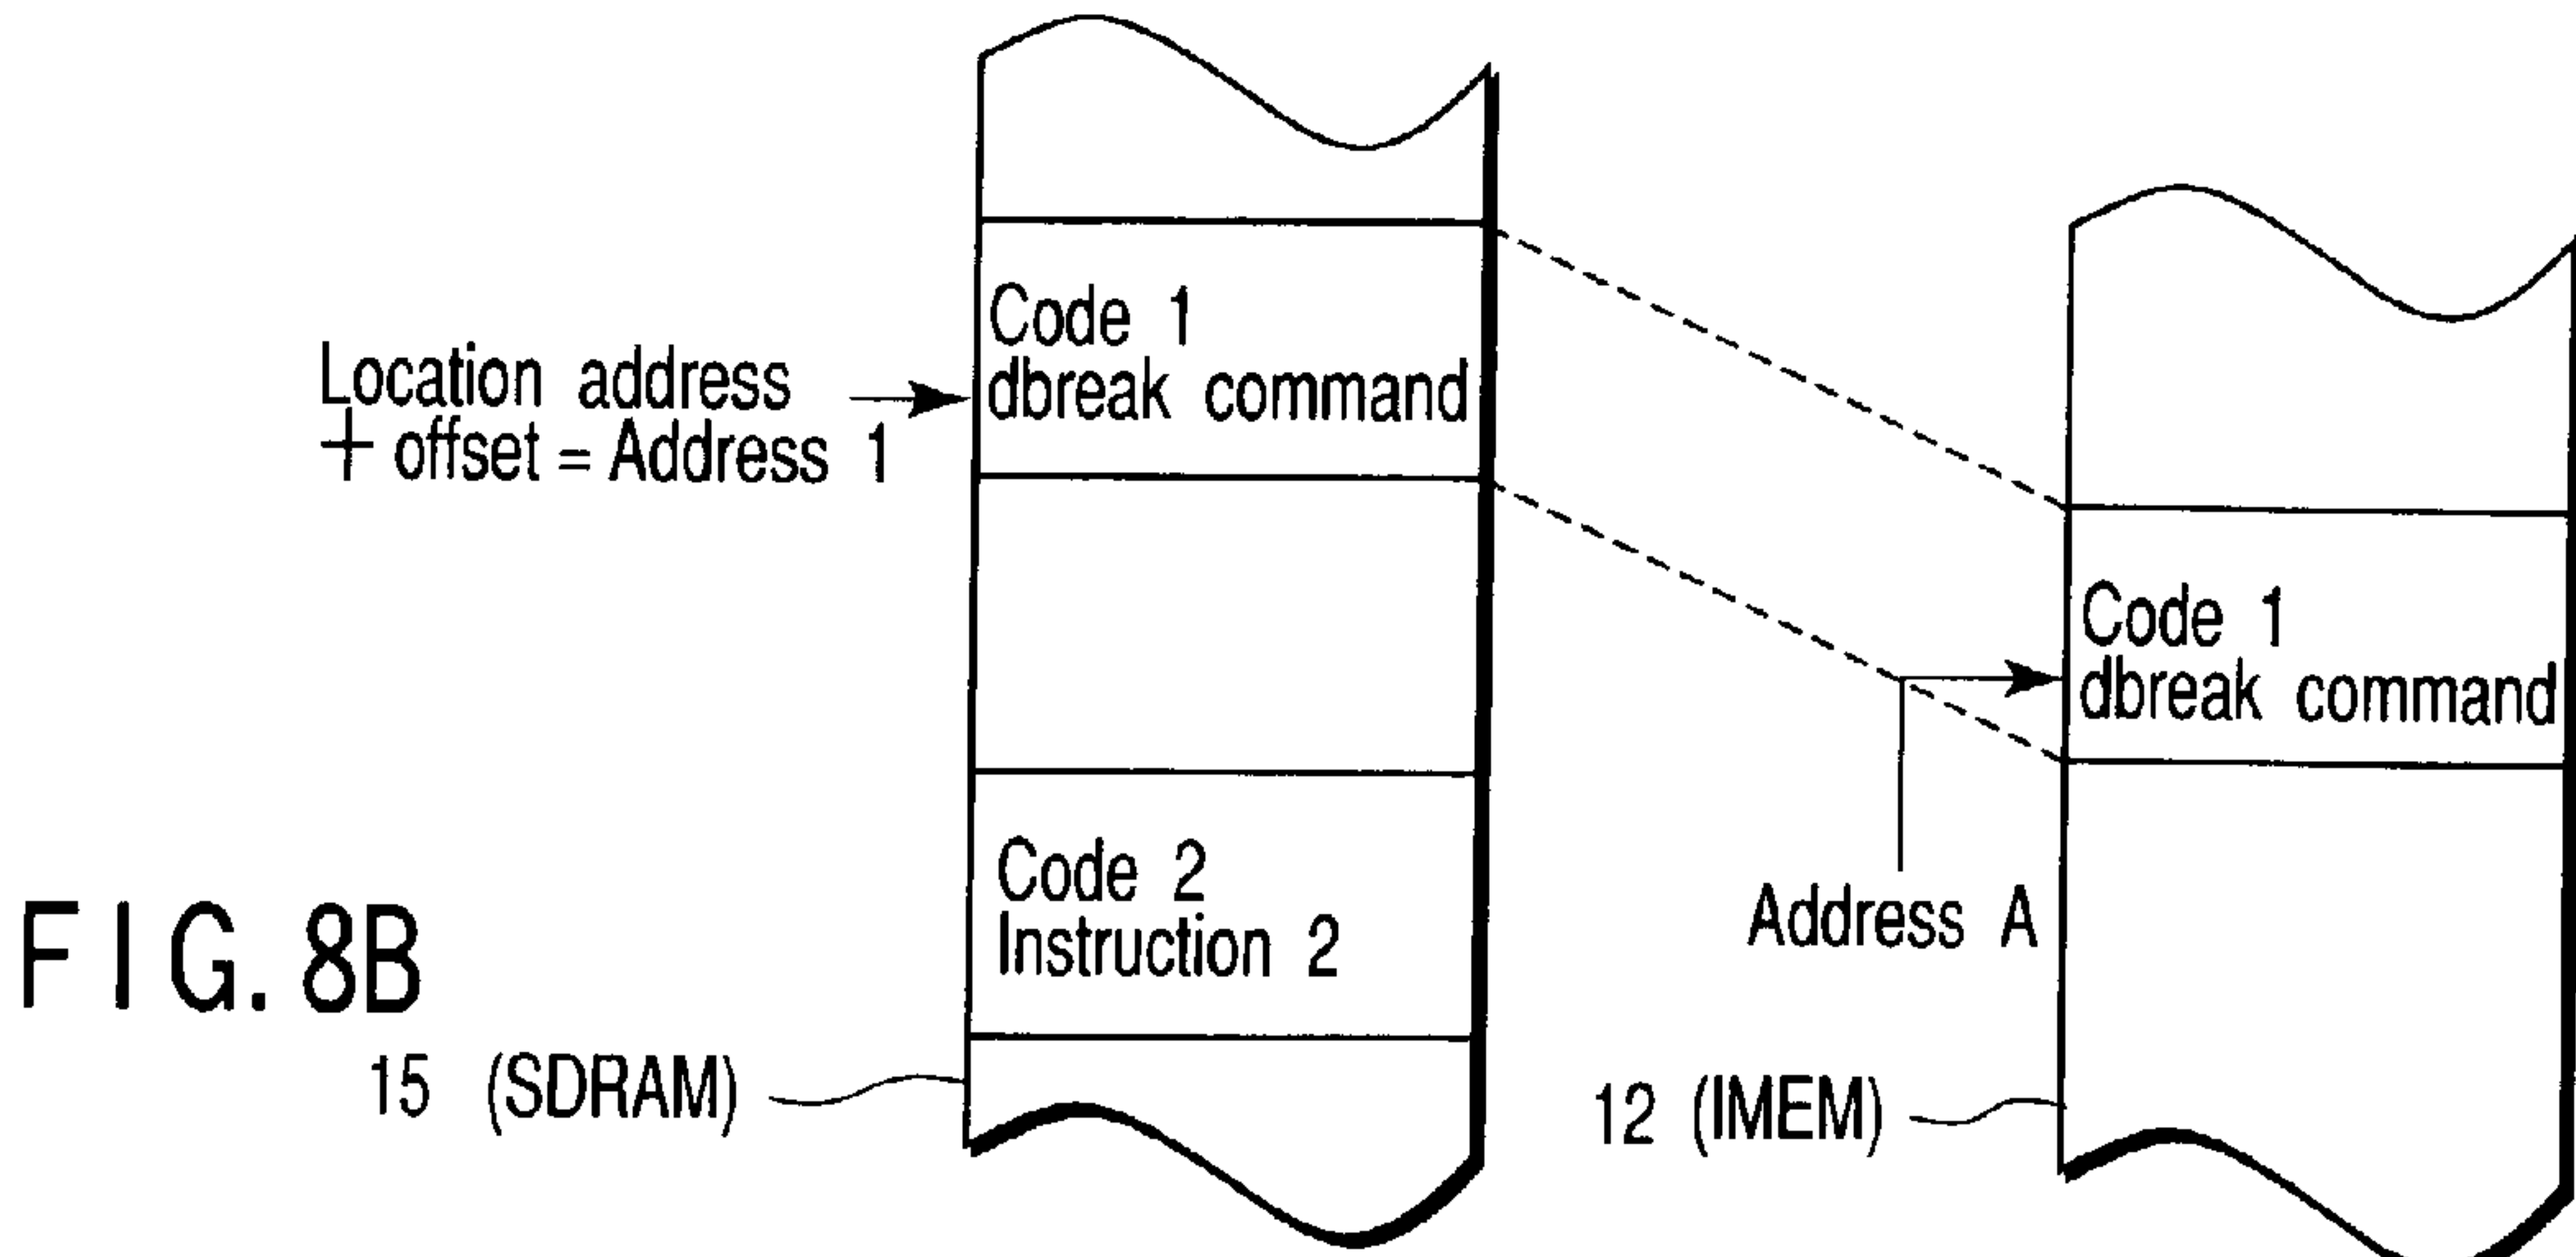 Code 1
dbreak command
Location address
+ offset = Address 1
Code 1
dbreak command
Code 2
Instruction 2
Address A
FIG. 8B
15 (SDRAM)
12 (IMEM)